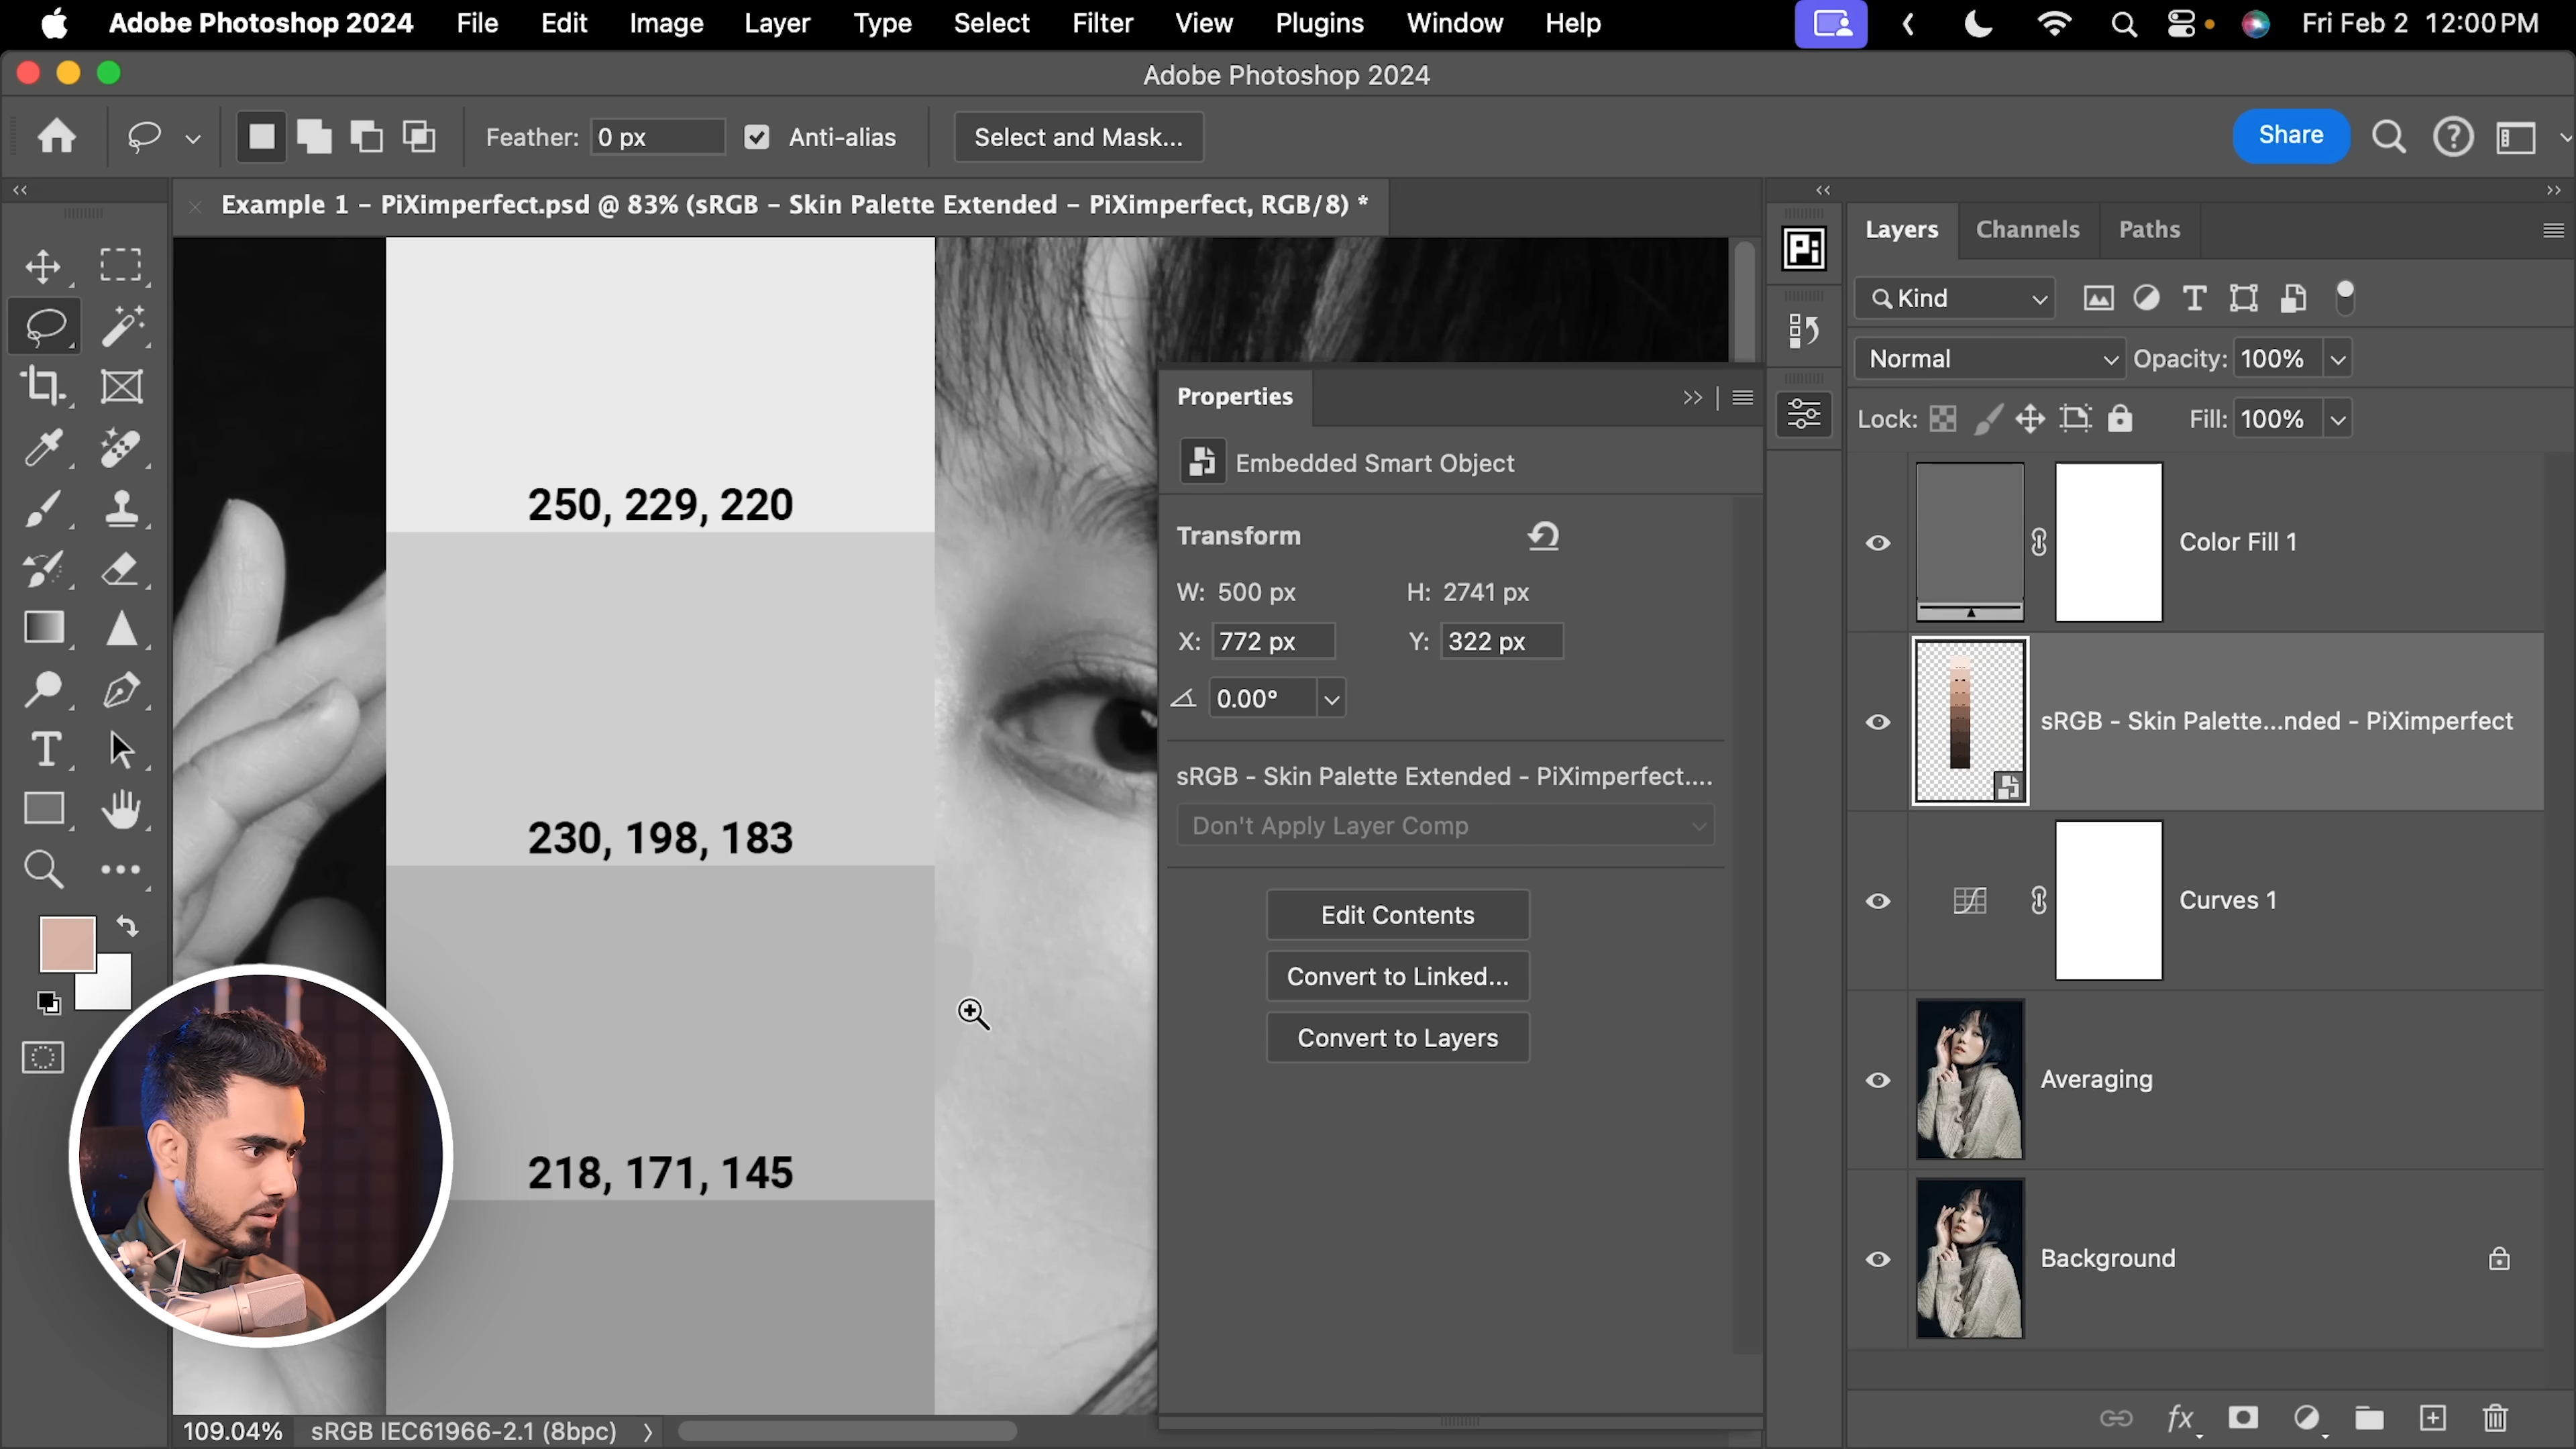 Adobe Photoshop 2024 File Edit Image Layer Type Select Filter View Plugins Window Help Fri Feb 2 12:00 PM
Adobe Photoshop 2024
Feather: 0 px Anti-alias Select and Mask... Share
Example 1 - PiXimperfect.psd @ 83% (sRGB - Skin Palette Extended - PiXimperfect, RGB/8) *
Pi
250, 229, 220
230, 198, 183
218, 171, 145
Properties
Embedded Smart Object
Transform
W: 500 px H: 2741 px
X: 772 px Y: 322 px
0.00°
sRGB - Skin Palette Extended - PiXimperfect....
Don't Apply Layer Comp
Edit Contents
Convert to Linked...
Convert to Layers
Layers Channels Paths
Kind
Normal Opacity: 100%
Lock: Fill: 100%
Color Fill 1
sRGB - Skin Palette...nded - PiXimperfect
Curves 1
Averaging
Background
fx
109.04% sRGB IEC61966-2.1 (8bpc)